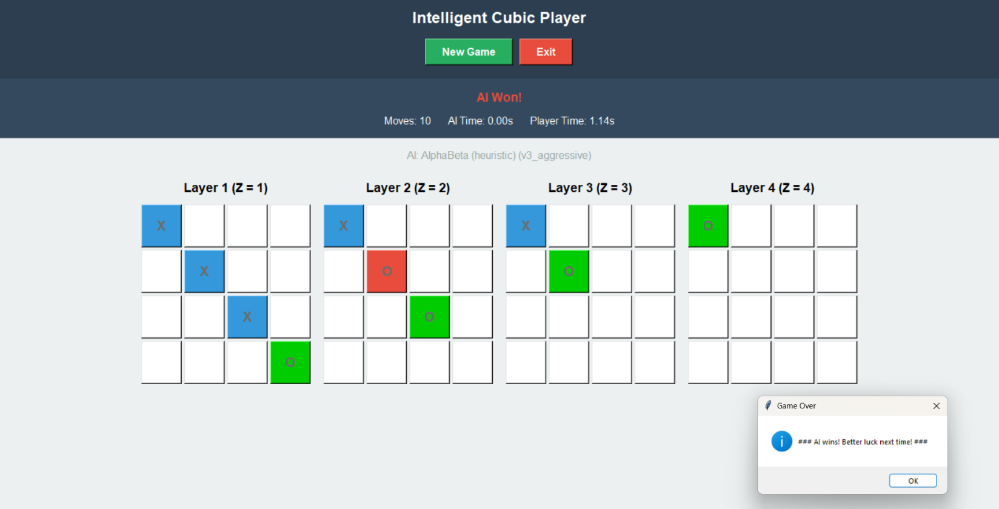 Intelligent Cubic Player
New Game Exit
AI Won!
Moves: 10 AI Time: 0.00s Player Time: 1.14s
AI: AlphaBeta (heuristic) (v3_aggressive)
Layer 1 (Z = 1) Layer 2 (Z = 2) Layer 3 (Z = 3) Layer 4 (Z = 4)
X X X O
X O O
X O
O
Game Over
### AI wins! Better luck next time! ###
OK